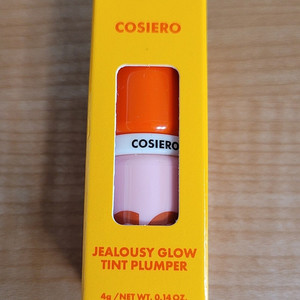 COSIERO
COSIERO
JEALOUSY GLOW
TINT PLUMPER
4g / NET WT. 0.14 OZ.